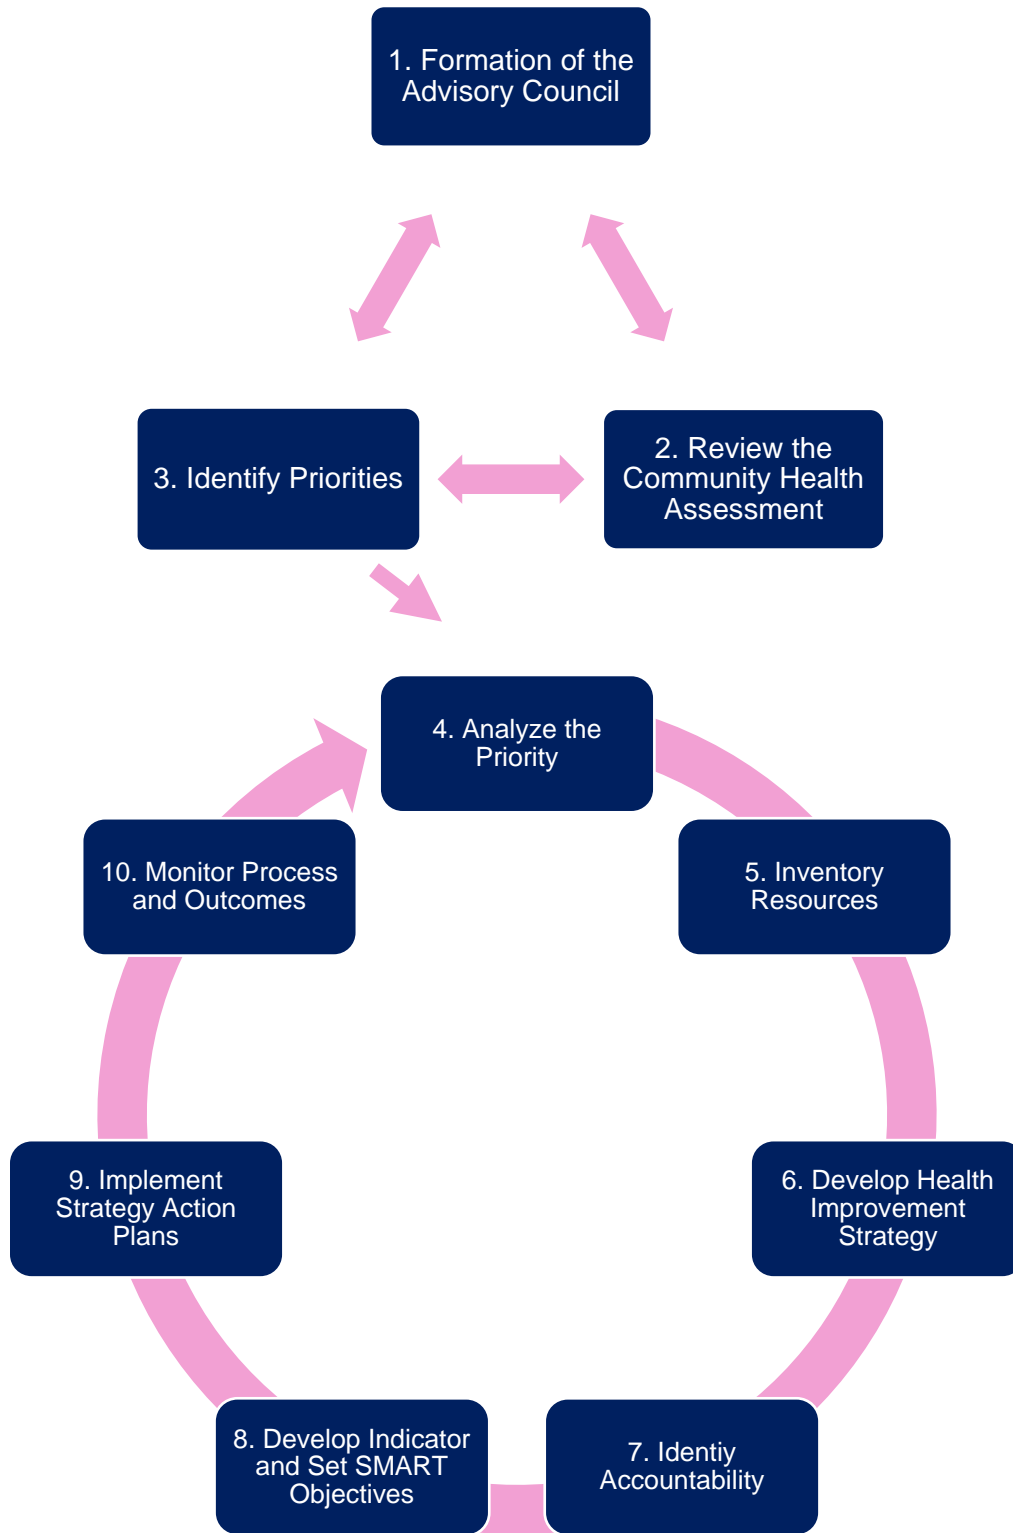 1. Formation of the
Advisory Council
3. Identify Priorities
2. Review the
Community Health
Assessment
4. Analyze the
Priority
5. Inventory
Resources
6. Develop Health
Improvement
Strategy
7. Identiy
Accountability
8. Develop Indicator
and Set SMART
Objectives
9. Implement
Strategy Action
Plans
10. Monitor Process
and Outcomes